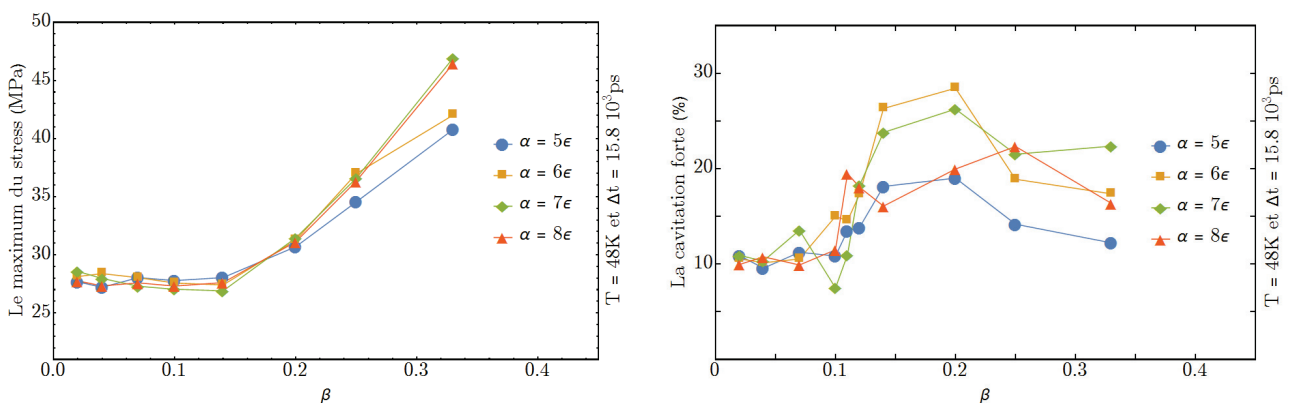 Le maximum du stress (MPa)
50
45
40
35
30
25
0.0
0.1
0.2
0.3
0.4
β
α = 5ϵ
α = 6ϵ
α = 7ϵ
α = 8ϵ
T = 48K et Δt = 15.8 10³ps
La cavitation forte (%)
30
20
10
0
0.1
0.2
0.3
0.4
β
α = 5ϵ
α = 6ϵ
α = 7ϵ
α = 8ϵ
T = 48K et Δt = 15.8 10³ps